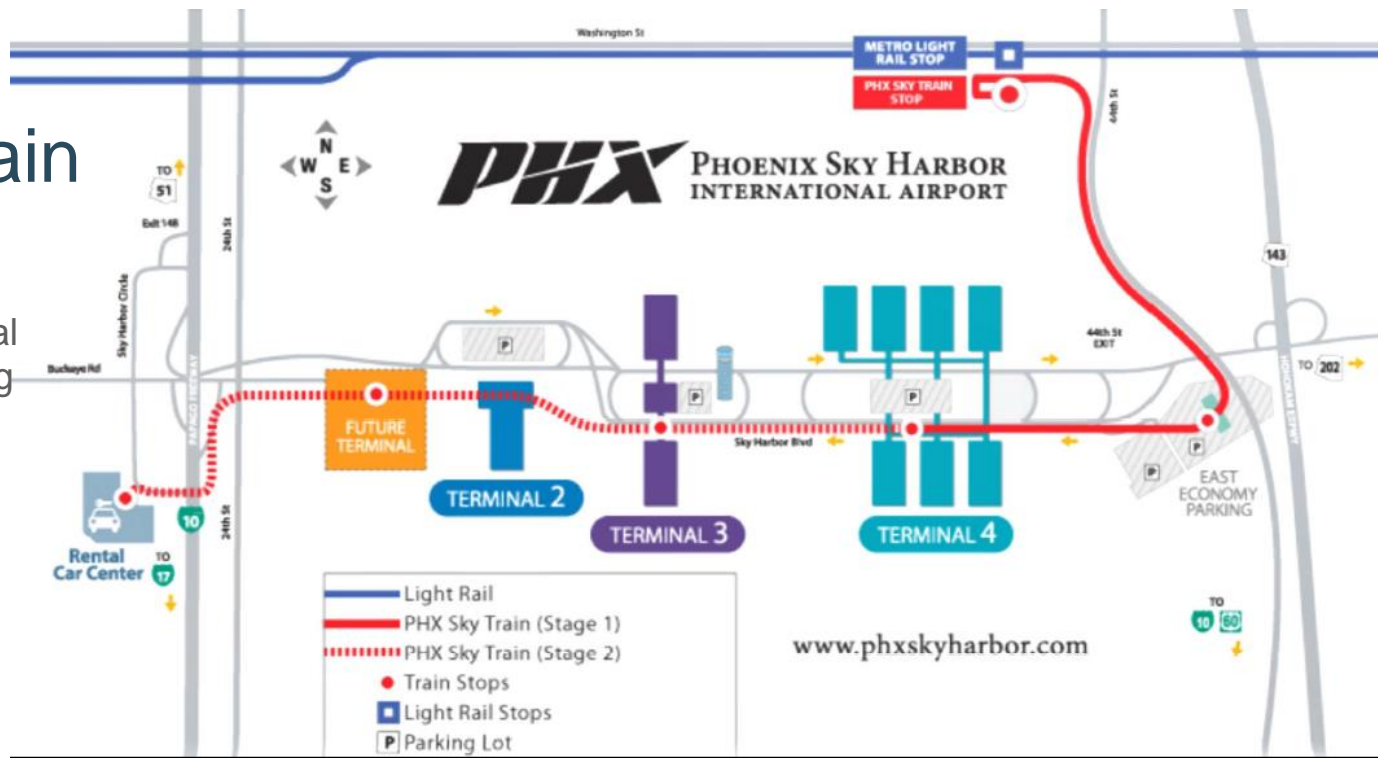 Washington St
METRO LIGHT
RAIL STOP
PHX SKY TRAIN
STOP
44th St
ain
TO
51
N
W E
S
PHX
PHOENIX SKY HARBOR
INTERNATIONAL AIRPORT
Exit 148
24th St
Sky Harbor Circle
143
al
g
P
44th St
EXIT
Buckeye Rd
TO 202
PAPAGO FREEWAY
HOHOKAM EXPWY
P
P
FUTURE
TERMINAL
Sky Harbor Blvd
P
P
EAST
ECONOMY
PARKING
TERMINAL 2
TERMINAL 3
TERMINAL 4
10
24th St
Rental
Car Center
TO
17
Light Rail
PHX Sky Train (Stage 1)
PHX Sky Train (Stage 2)
Train Stops
Light Rail Stops
P Parking Lot
www.phxskyharbor.com
TO
10 60